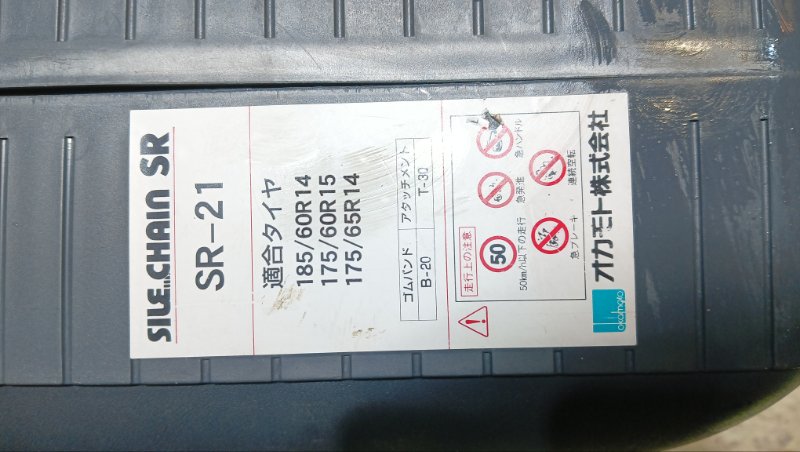 SILE CHAIN SR
SR-21
適合タイヤ
185/60R14
175/60R15
175/65R14
ゴムバンド アタッチメント
B-20 T-30
走行上の注意
50
50km/h以下の走行 急発進 急ハンドル
急ブレーキ 連続空転
okamoto
オカモト株式会社